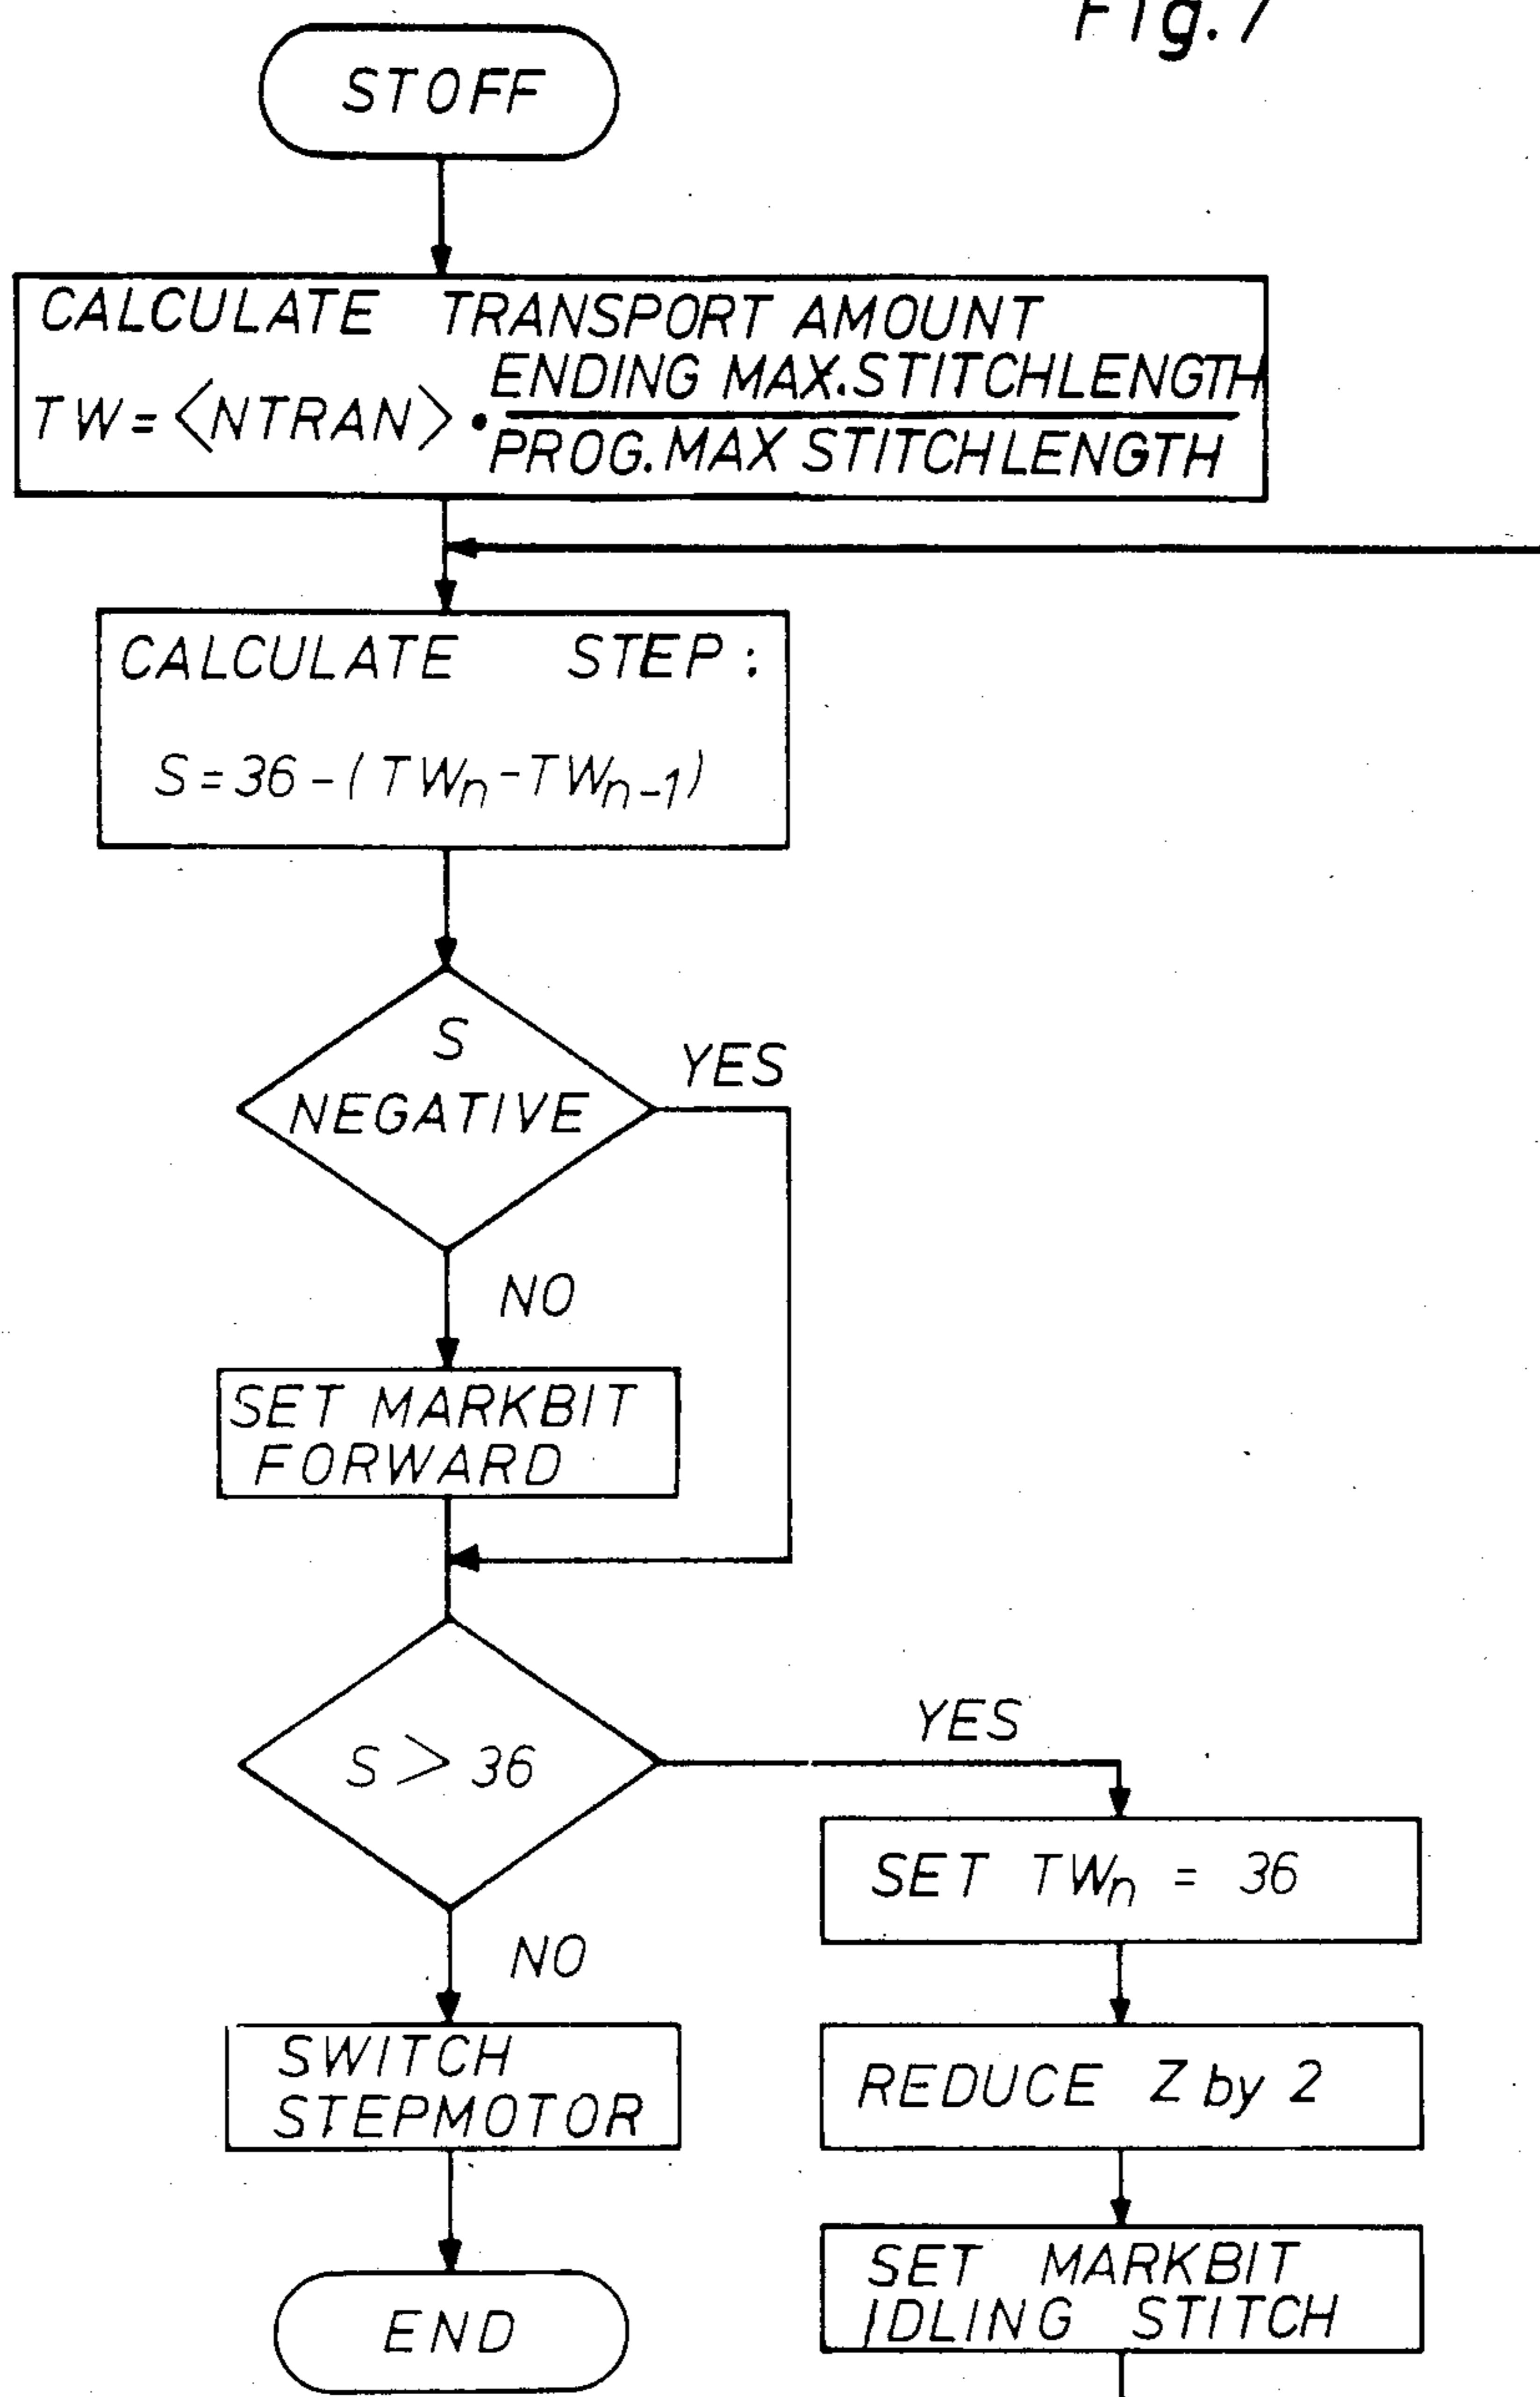 Fig. 7
STOFF
CALCULATE TRANSPORT AMOUNT
TW = <NTRAN> • ENDING MAX. STITCHLENGTH
PROG. MAX STITCHLENGTH
CALCULATE STEP :
S = 36 - ( TWn - TWn-1 )
S
NEGATIVE
YES
NO
SET MARKBIT
FORWARD
S > 36
YES
NO
SET TWn = 36
SWITCH
STEPMOTOR
REDUCE Z by 2
END
SET MARKBIT
IDLING STITCH